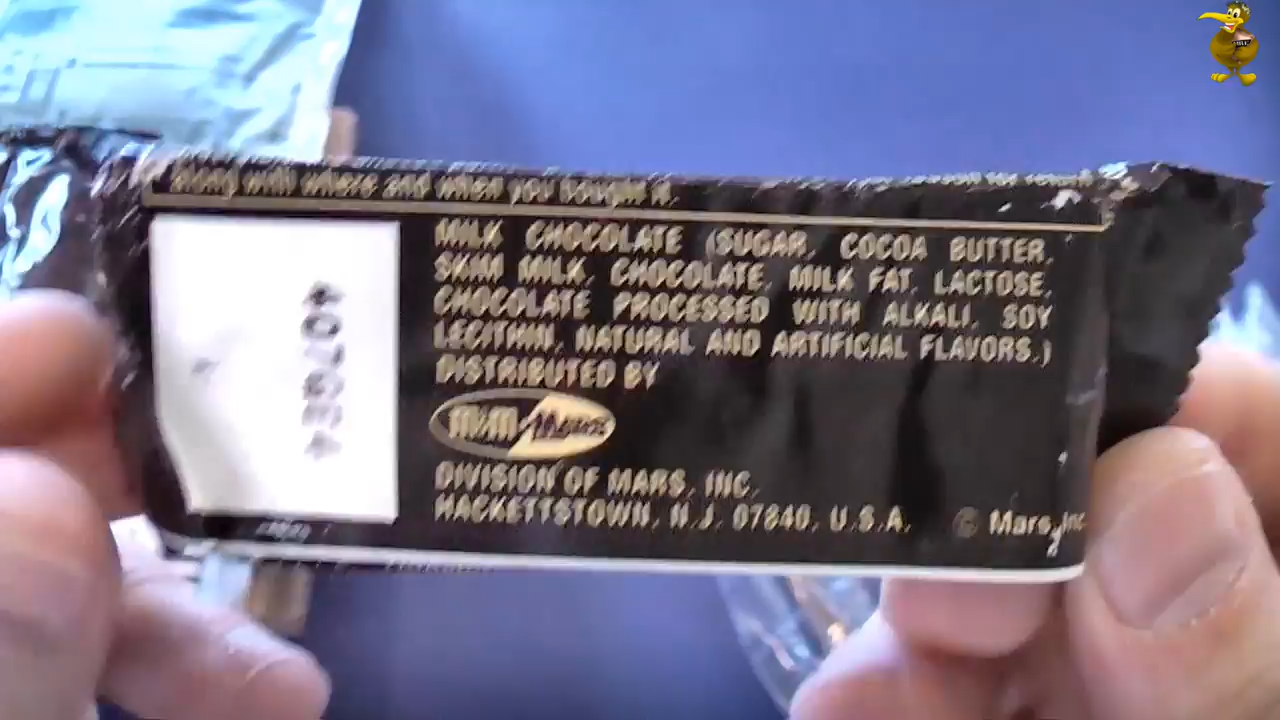 along with where and when you bought it.
MILK CHOCOLATE (SUGAR, COCOA BUTTER,
SKIM MILK, CHOCOLATE, MILK FAT, LACTOSE,
CHOCOLATE PROCESSED WITH ALKALI, SOY
LECITHIN, NATURAL AND ARTIFICIAL FLAVORS.)
DISTRIBUTED BY
M&M Mars
DIVISION OF MARS, INC.
HACKETTSTOWN, N.J. 07840, U.S.A.
© Mars, Inc